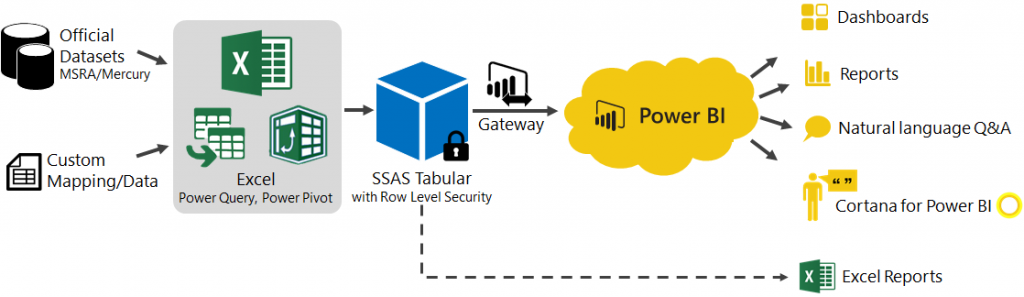 Official
Datasets
MSRA/Mercury
Custom
Mapping/Data
X
Excel
Power Query, Power Pivot
SSAS Tabular
with Row Level Security
Gateway
Power BI
Dashboards
Reports
Natural language Q&A
“ ”
Cortana for Power BI
X
Excel Reports